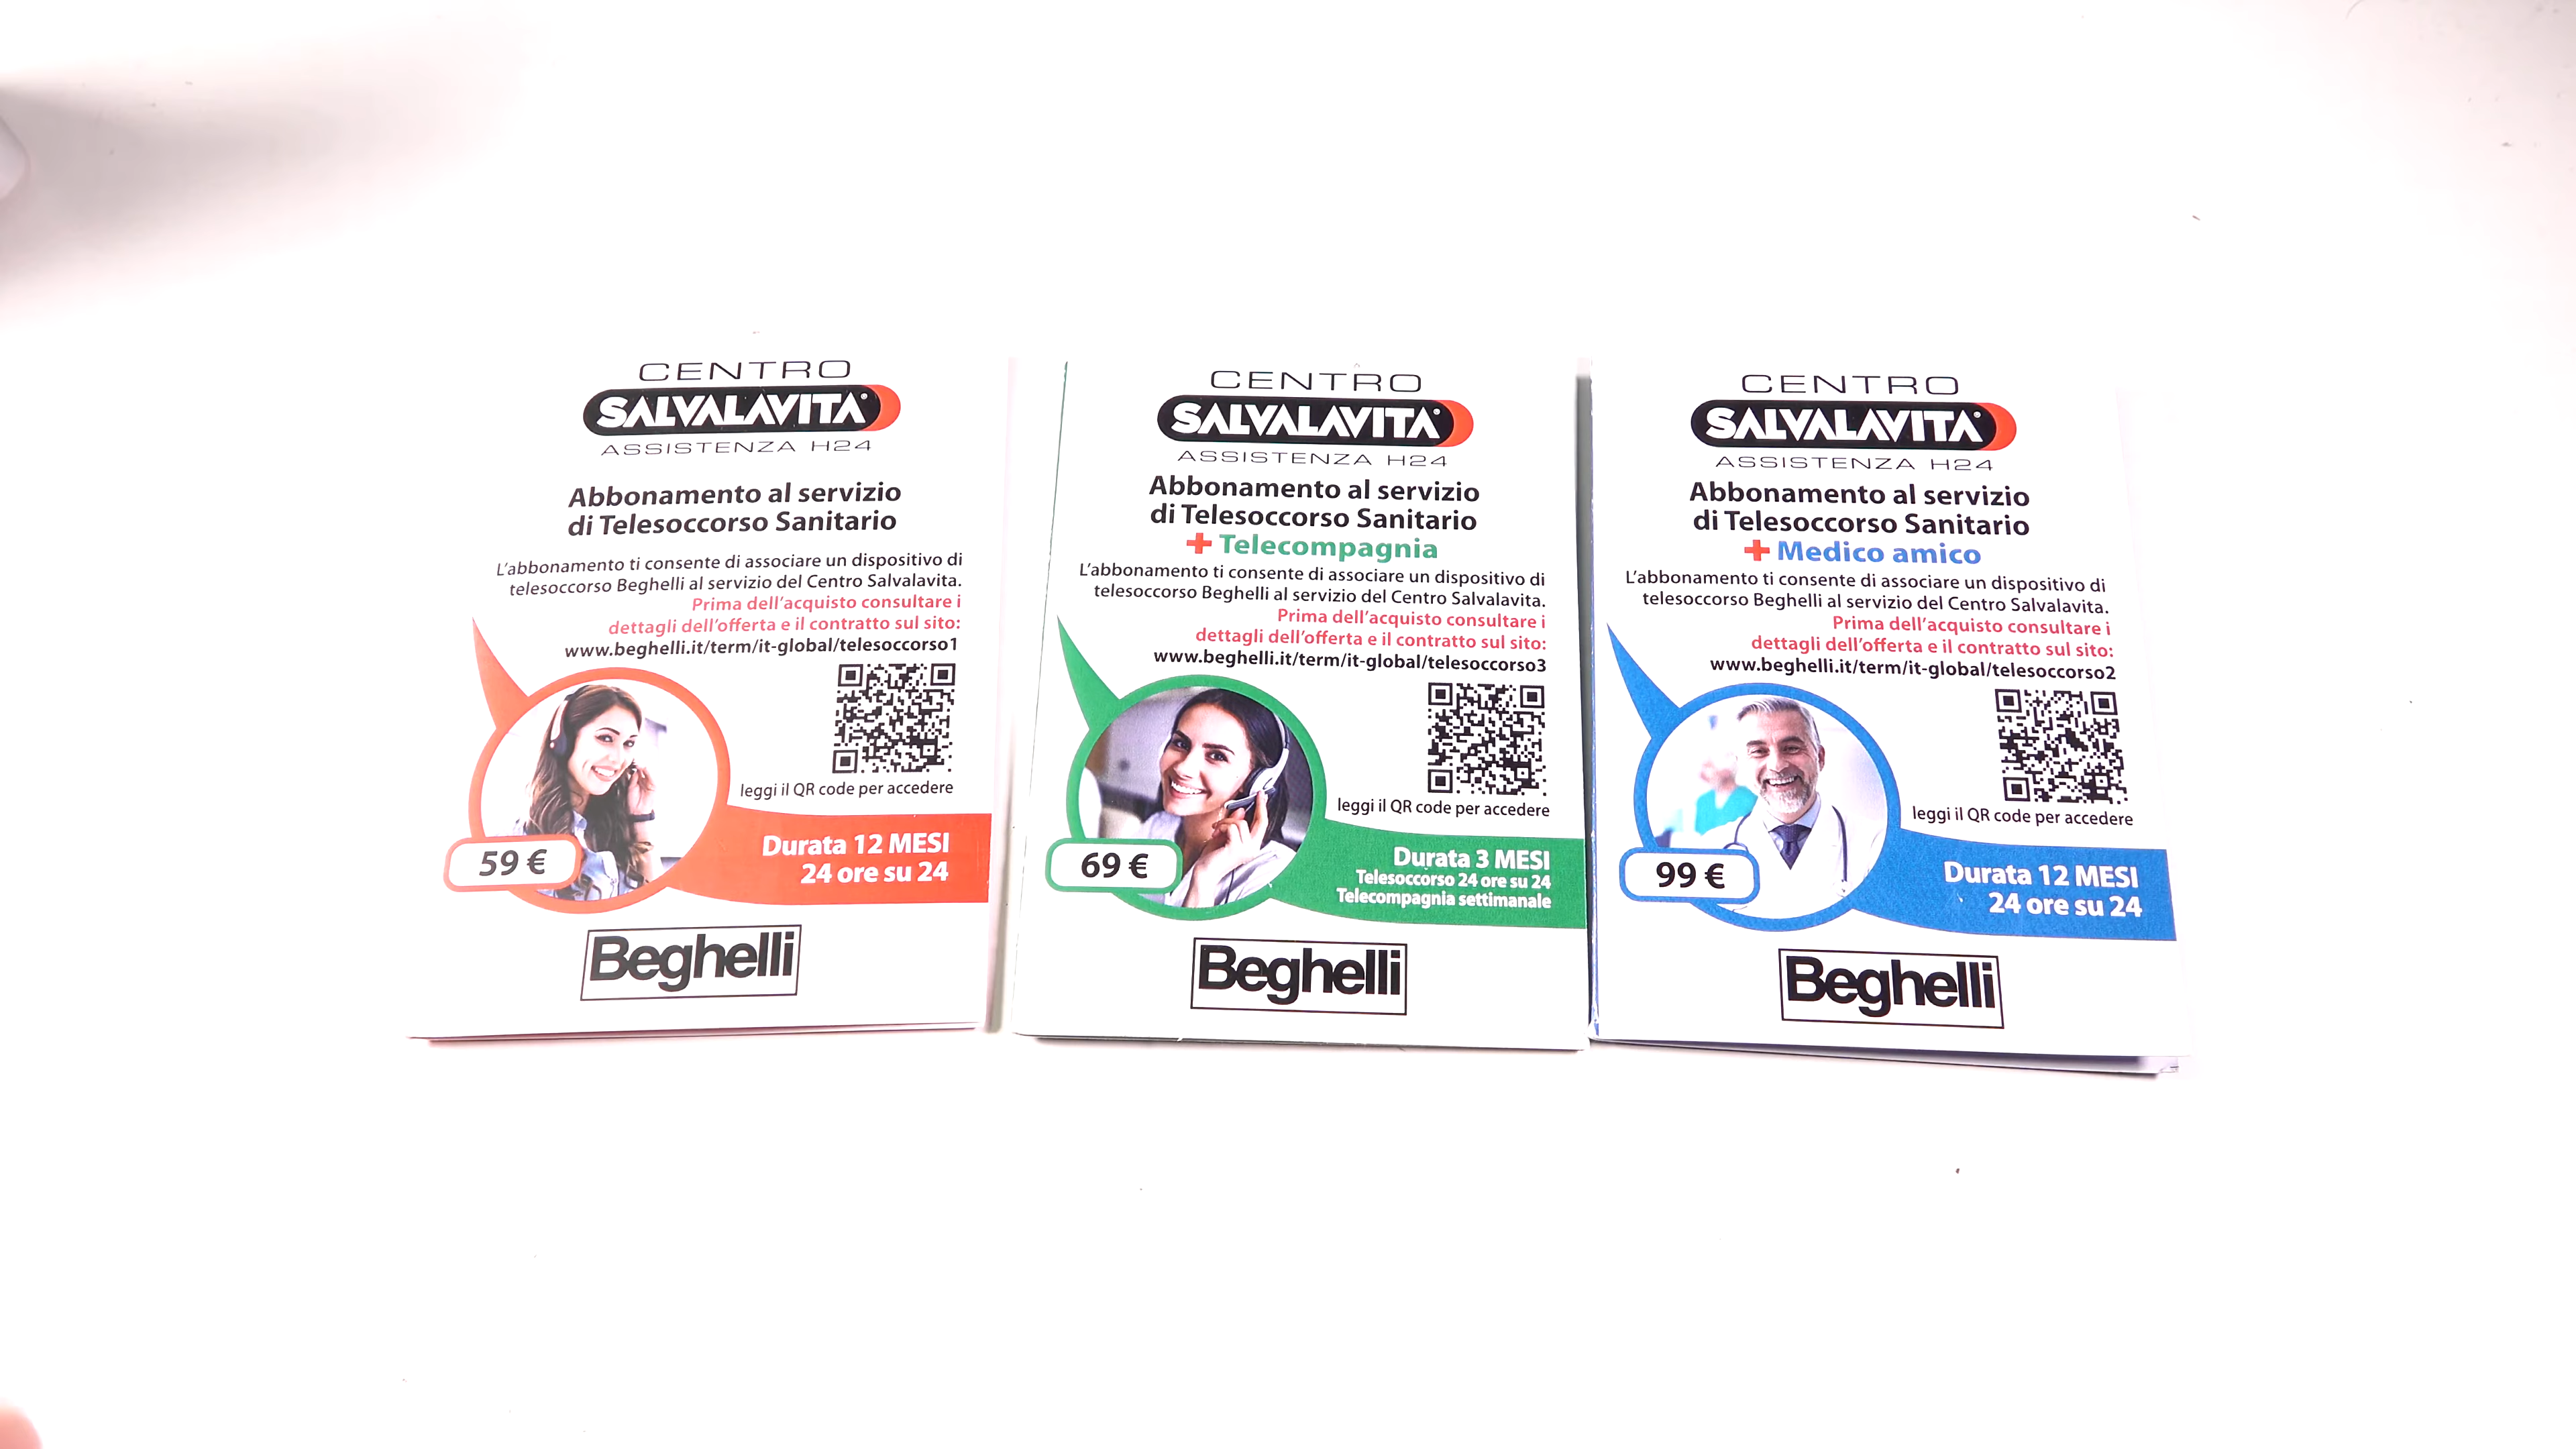 CENTRO
SALVALAVITA®
ASSISTENZA H24
Abbonamento al servizio
di Telesoccorso Sanitario
L'abbonamento ti consente di associare un dispositivo di
telesoccorso Beghelli al servizio del Centro Salvalavita.
Prima dell'acquisto consultare i
dettagli dell'offerta e il contratto sul sito:
www.beghelli.it/term/it-global/telesoccorso1
leggi il QR code per accedere
59 €
Durata 12 MESI
24 ore su 24
Beghelli
CENTRO
SALVALAVITA®
ASSISTENZA H24
Abbonamento al servizio
di Telesoccorso Sanitario
+ Telecompagnia
L'abbonamento ti consente di associare un dispositivo di
telesoccorso Beghelli al servizio del Centro Salvalavita.
Prima dell'acquisto consultare i
dettagli dell'offerta e il contratto sul sito:
www.beghelli.it/term/it-global/telesoccorso3
leggi il QR code per accedere
69 €
Durata 3 MESI
Telesoccorso 24 ore su 24
Telecompagnia settimanale
Beghelli
CENTRO
SALVALAVITA®
ASSISTENZA H24
Abbonamento al servizio
di Telesoccorso Sanitario
+ Medico amico
L'abbonamento ti consente di associare un dispositivo di
telesoccorso Beghelli al servizio del Centro Salvalavita.
Prima dell'acquisto consultare i
dettagli dell'offerta e il contratto sul sito:
www.beghelli.it/term/it-global/telesoccorso2
leggi il QR code per accedere
99 €
Durata 12 MESI
24 ore su 24
Beghelli